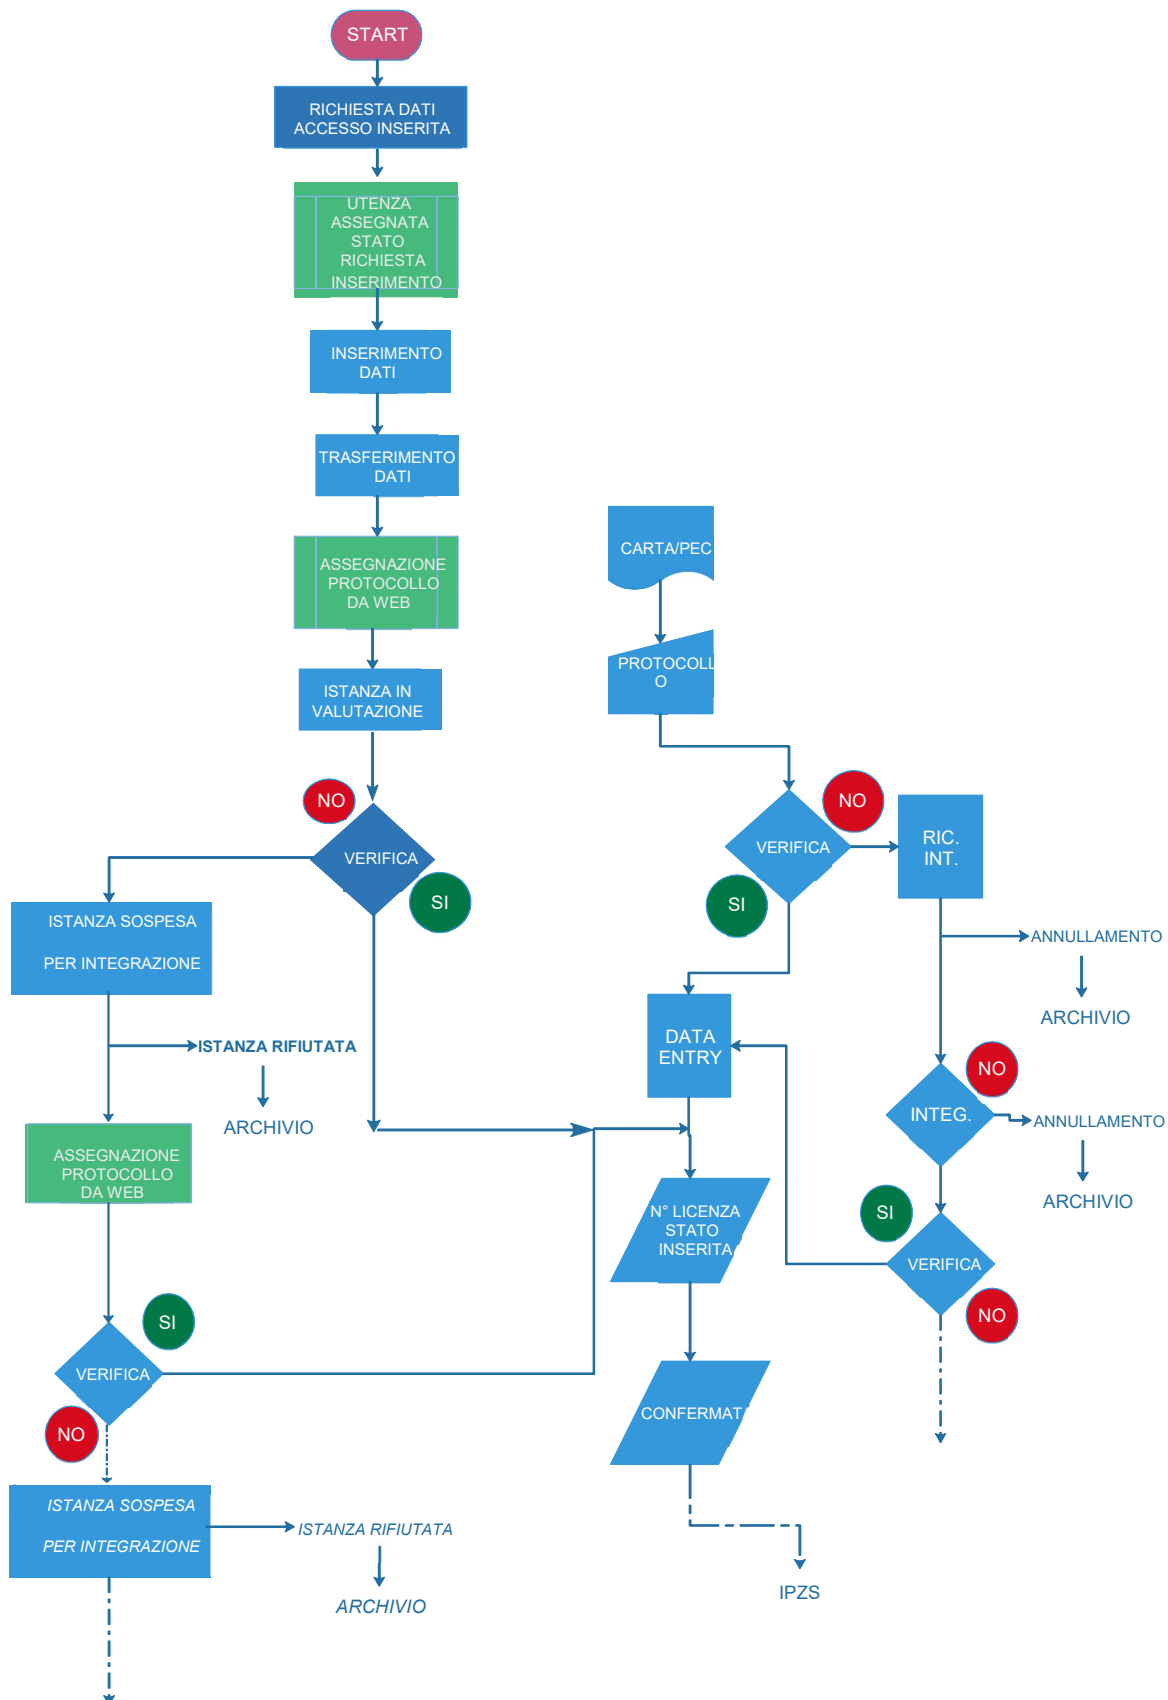 START
RICHIESTA DATI
ACCESSO INSERITA
UTENZA
ASSEGNATA
STATO
RICHIESTA
INSERIMENTO
INSERIMENTO
DATI
TRASFERIMENTO
DATI
ASSEGNAZIONE
PROTOCOLLO
DA WEB
ISTANZA IN
VALUTAZIONE
NO
VERIFICA
SI
ISTANZA SOSPESA
PER INTEGRAZIONE
ISTANZA RIFIUTATA
ARCHIVIO
ASSEGNAZIONE
PROTOCOLLO
DA WEB
SI
VERIFICA
NO
ISTANZA SOSPESA
PER INTEGRAZIONE
ISTANZA RIFIUTATA
ARCHIVIO
CARTA/PEC
PROTOCOLL
O
NO
VERIFICA
SI
RIC.
INT.
ANNULLAMENTO
ARCHIVIO
DATA
ENTRY
NO
INTEG.
ANNULLAMENTO
ARCHIVIO
SI
VERIFICA
NO
N° LICENZA
STATO
INSERITA
CONFERMATA
IPZS